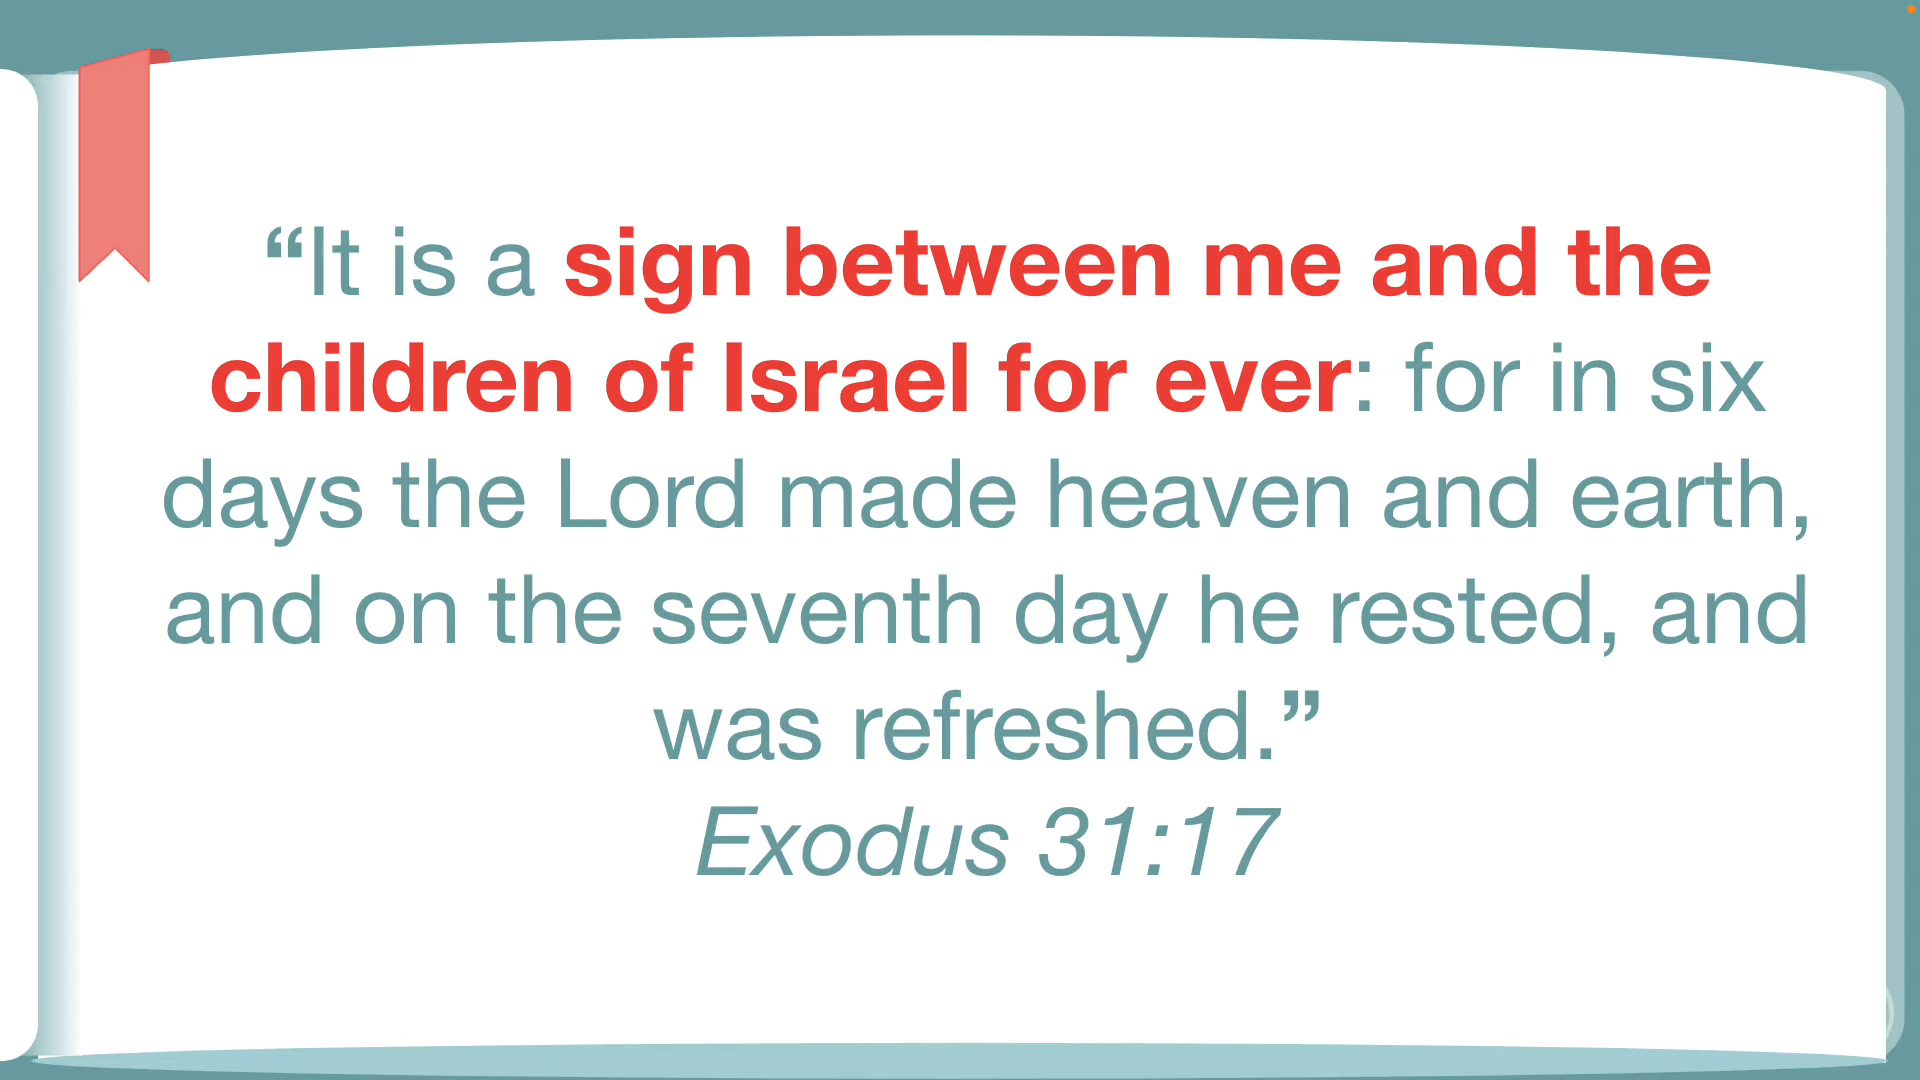 “It is a sign between me and the
children of Israel for ever: for in six
days the Lord made heaven and earth,
and on the seventh day he rested, and
was refreshed.”
Exodus 31:17